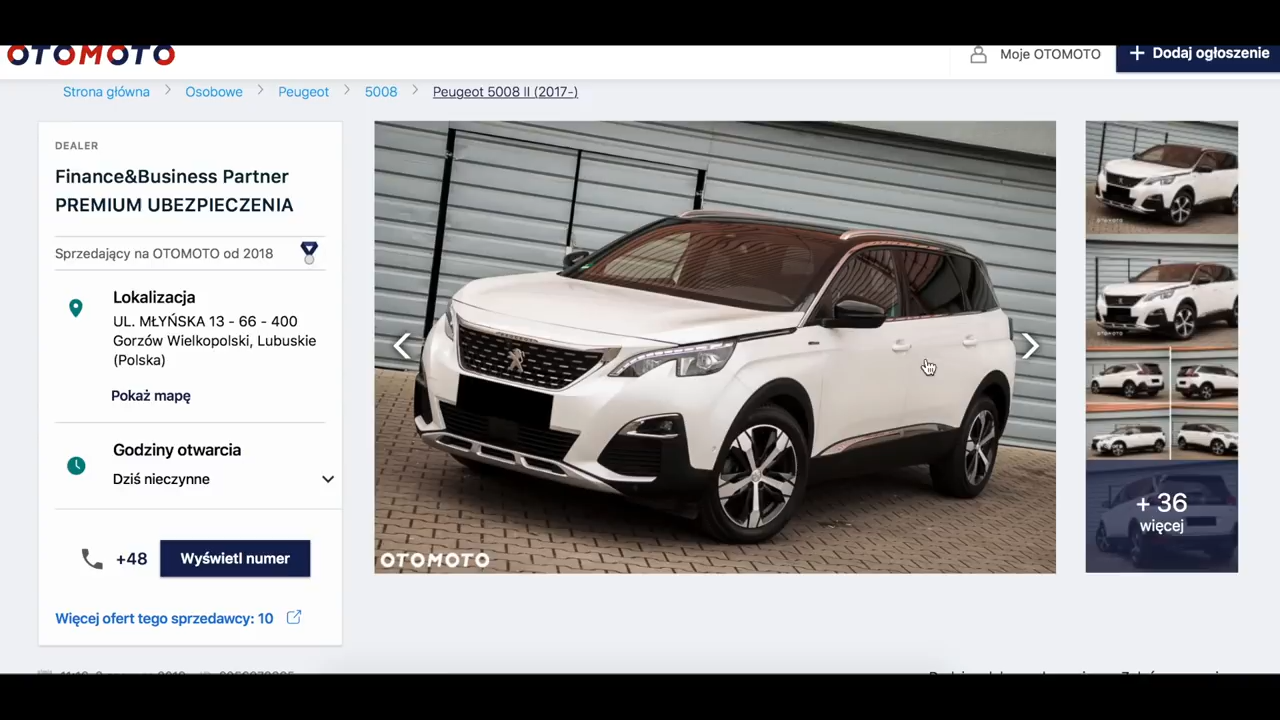 OTOMOTO
Moje OTOMOTO
+ Dodaj ogłoszenie
Strona główna > Osobowe > Peugeot > 5008 > Peugeot 5008 II (2017-)
DEALER
Finance&Business Partner
PREMIUM UBEZPIECZENIA
Sprzedający na OTOMOTO od 2018
Lokalizacja
UL. MŁYŃSKA 13 - 66 - 400
Gorzów Wielkopolski, Lubuskie
(Polska)
Pokaż mapę
Godziny otwarcia
Dziś nieczynne
+48
Wyświetl numer
Więcej ofert tego sprzedawcy: 10
OTOMOTO
+ 36
więcej